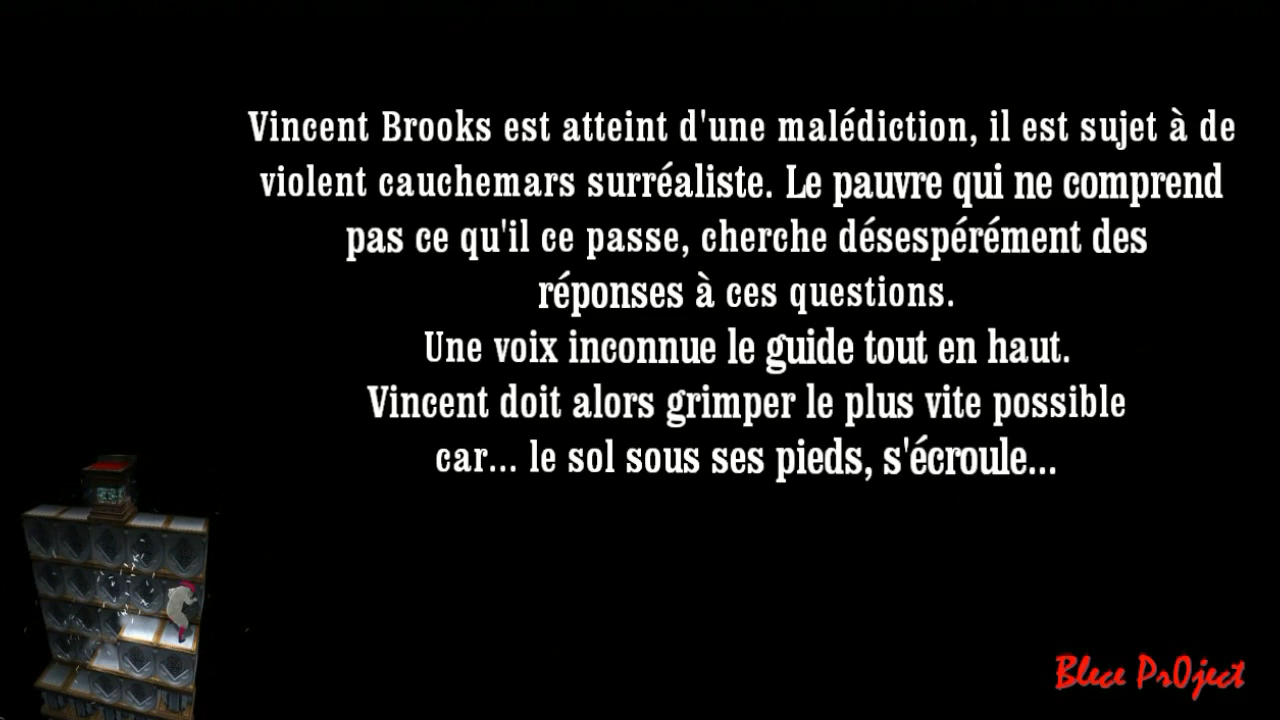 Vincent Brooks est atteint d'une malédiction, il est sujet à de
violent cauchemars surréaliste. Le pauvre qui ne comprend
pas ce qu'il ce passe, cherche désespérément des
réponses à ces questions.
Une voix inconnue le guide tout en haut.
Vincent doit alors grimper le plus vite possible
car... le sol sous ses pieds, s'écroule...
Blece Pr0ject